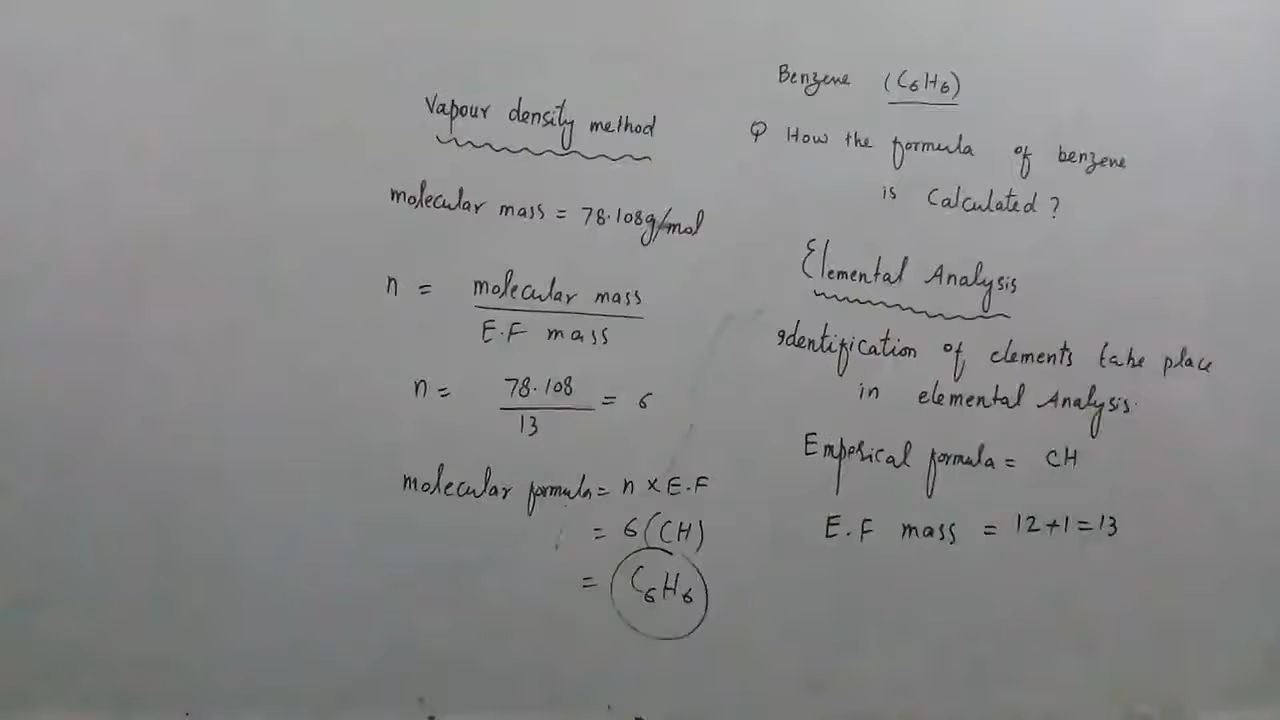 Benzene (C₆H₆)
Q How the formula of benzene
is Calculated ?
Elemental Analysis
Identification of elements take place
in elemental Analysis.
Emperical formula = CH
E.F mass = 12+1=13
Vapour density method
molecular mass = 78.108g/mol
n = molecular mass
E.F mass
n = 78.108
13
= 6
molecular formula = n × E.F
= 6(CH)
= C₆H₆